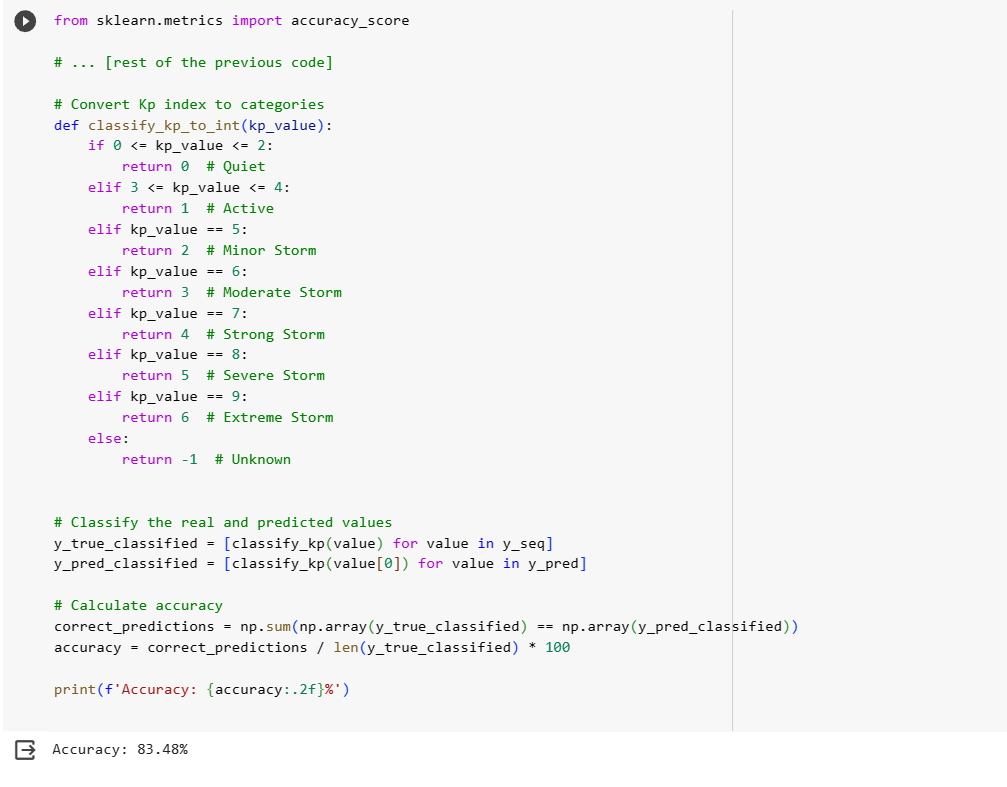 from sklearn.metrics import accuracy_score
# ... [rest of the previous code]
# Convert Kp index to categories
def classify_kp_to_int(kp_value):
    if 0 <= kp_value <= 2:
        return 0  # Quiet
    elif 3 <= kp_value <= 4:
        return 1  # Active
    elif kp_value == 5:
        return 2  # Minor Storm
    elif kp_value == 6:
        return 3  # Moderate Storm
    elif kp_value == 7:
        return 4  # Strong Storm
    elif kp_value == 8:
        return 5  # Severe Storm
    elif kp_value == 9:
        return 6  # Extreme Storm
    else:
        return -1  # Unknown
# Classify the real and predicted values
y_true_classified = [classify_kp(value) for value in y_seq]
y_pred_classified = [classify_kp(value[0]) for value in y_pred]
# Calculate accuracy
correct_predictions = np.sum(np.array(y_true_classified) == np.array(y_pred_classified))
accuracy = correct_predictions / len(y_true_classified) * 100
print(f'Accuracy: {accuracy:.2f}%')
Accuracy: 83.48%